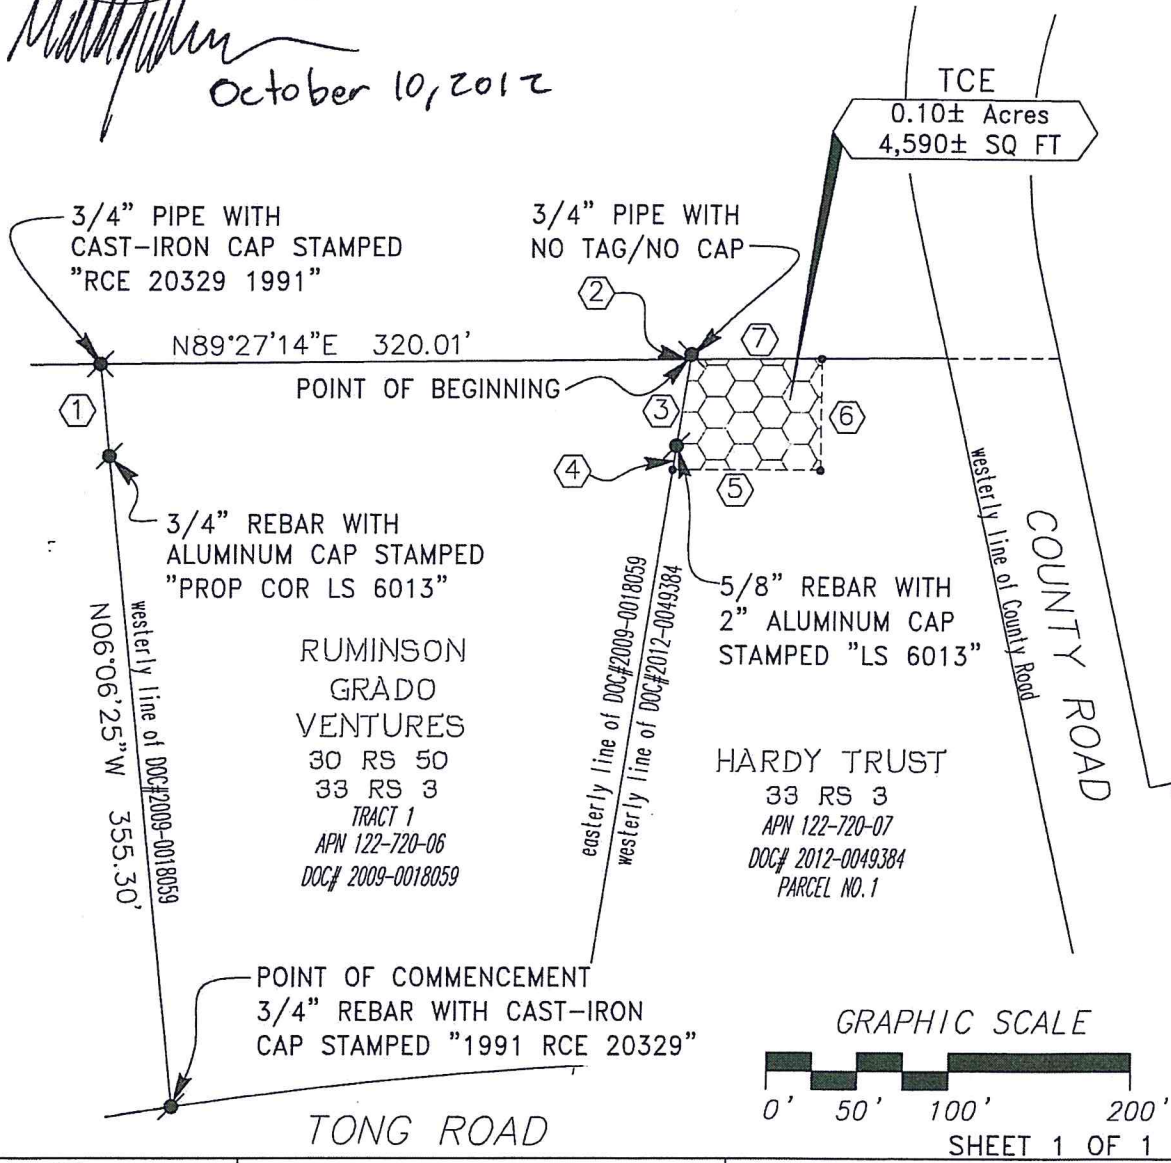 October 10, 2012
TCE
0.10± Acres
4,590± SQ FT
3/4” PIPE WITH
CAST-IRON CAP STAMPED
”RCE 20329 1991”
3/4” PIPE WITH
NO TAG/NO CAP
2
N89°27'14”E 320.01'
7
POINT OF BEGINNING
1
3
6
4
5
3/4” REBAR WITH
ALUMINUM CAP STAMPED
”PROP COR LS 6013”
5/8” REBAR WITH
2” ALUMINUM CAP
STAMPED ”LS 6013”
westerly line of County Road
COUNTY ROAD
westerly line of DOC#2009-0018059
N06°06'25”W 355.30'
RUMINSON
GRADO
VENTURES
30 RS 50
33 RS 3
TRACT 1
APN 122-720-06
DOC# 2009-0018059
easterly line of DOC#2009-0018059
westerly line of DOC#2012-0049384
HARDY TRUST
33 RS 3
APN 122-720-07
DOC# 2012-0049384
PARCEL NO.1
POINT OF COMMENCEMENT
3/4” REBAR WITH CAST-IRON
CAP STAMPED ”1991 RCE 20329”
GRAPHIC SCALE
0' 50' 100' 200'
TONG ROAD
SHEET 1 OF 1